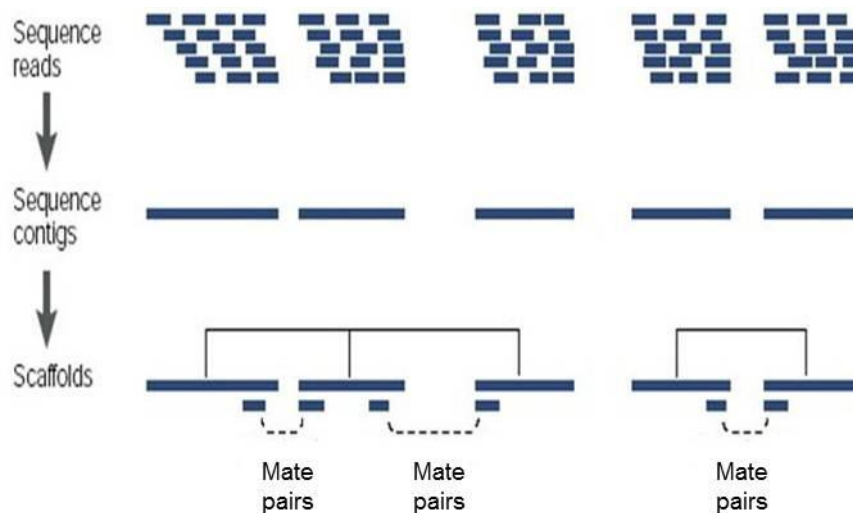 Sequence
reads
Sequence
contigs
Scaffolds
Mate
pairs
Mate
pairs
Mate
pairs